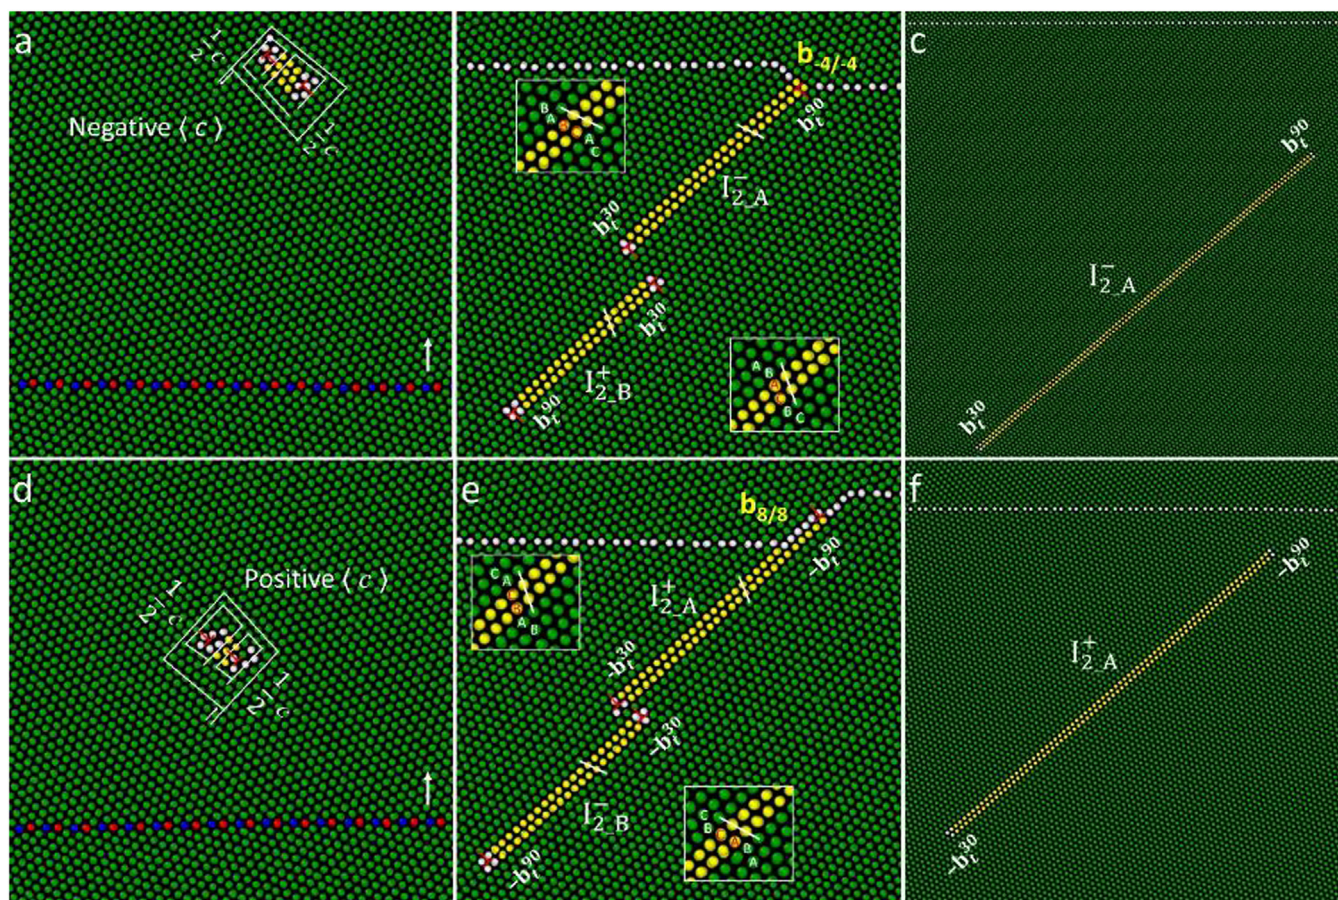 a
1/2 c
1/2 c
Negative ⟨ c ⟩
b₋₄/₋₄
B
A
A
A
C
b_t^90
I_2_A^−
b_t^30
b_t^30
A
B
A
B
C
I_2_B^+
b_t^90
c
b_t^90
I_2_A^−
b_t^30
d
Positive ⟨ c ⟩
1/2 c
1/2 c
e
b_8/8
−b_t^90
C
A
B
A
B
I_2_A^+
−b_t^30
−b_t^30
I_2_B^−
C
B
C
A
B
A
−b_t^90
f
−b_t^90
I_2_A^+
−b_t^30